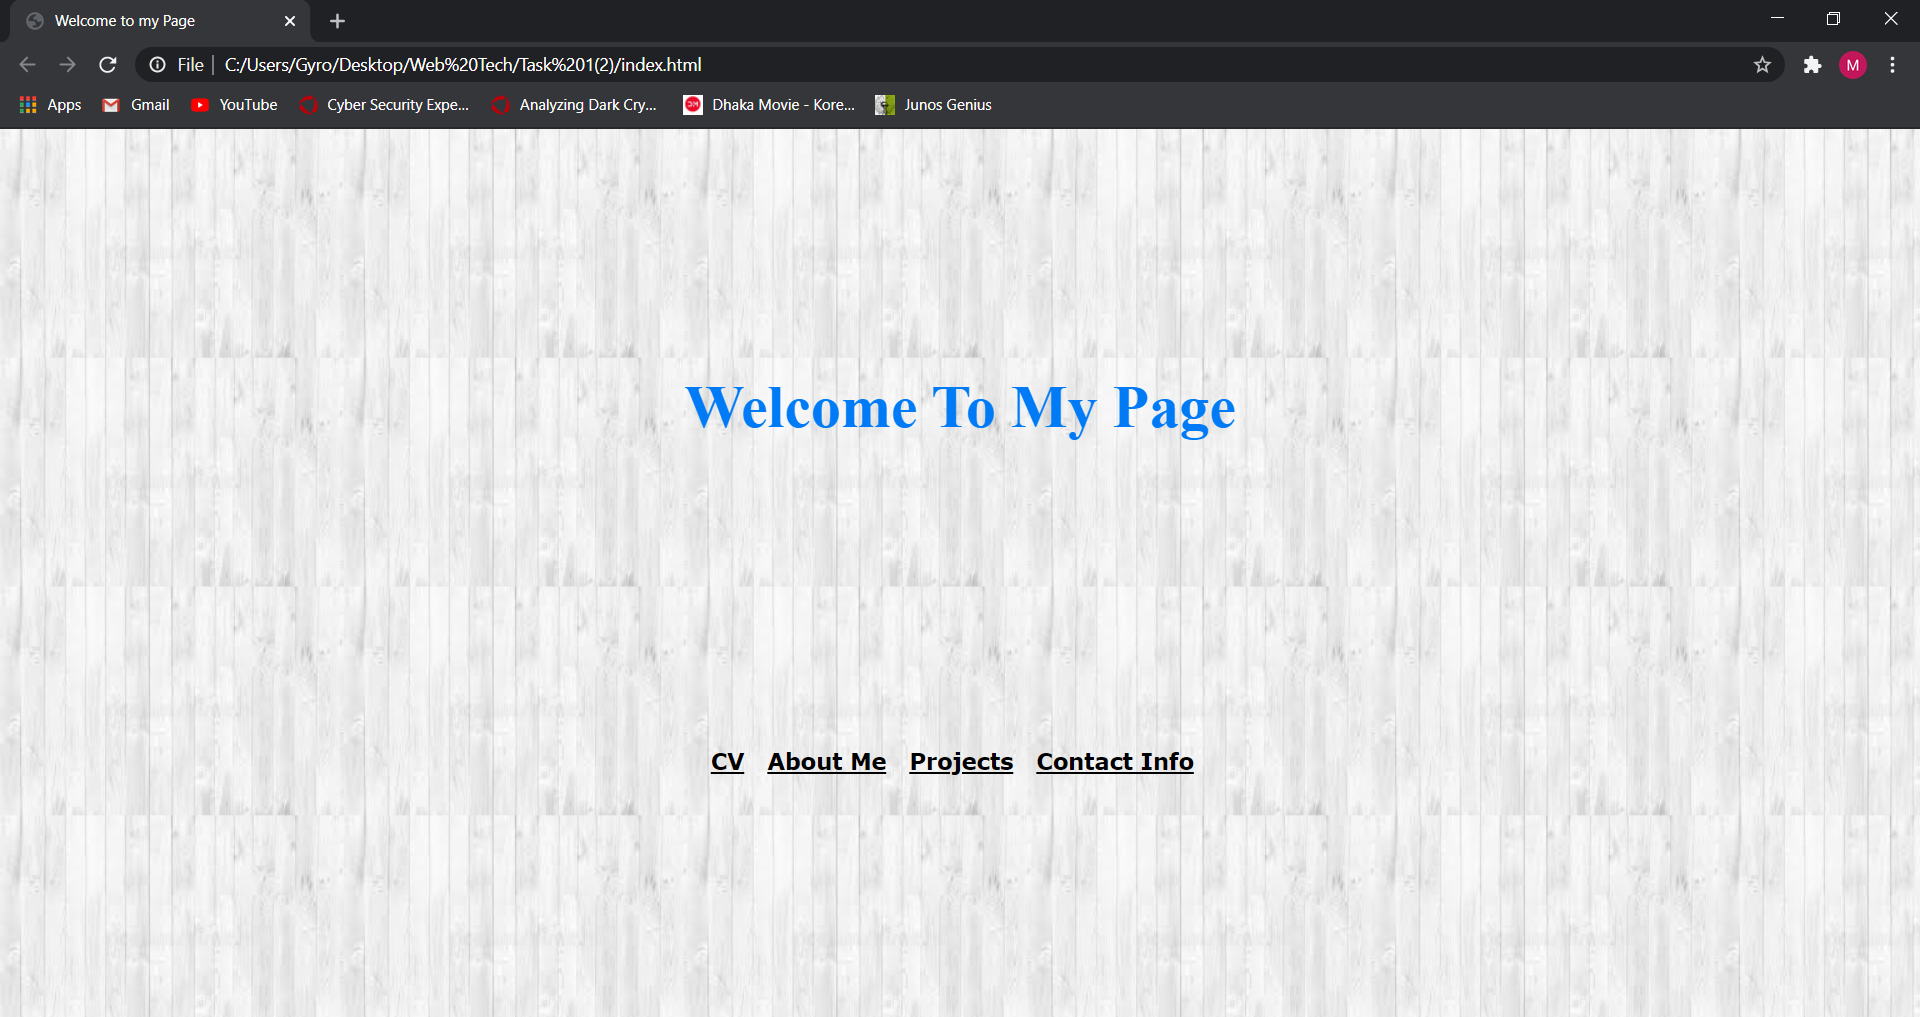 Welcome to my Page
File C:/Users/Gyro/Desktop/Web%20Tech/Task%201(2)/index.html M
Apps Gmail YouTube Cyber Security Expe... Analyzing Dark Cry... Dhaka Movie - Kore... Junos Genius
Welcome To My Page
CV About Me Projects Contact Info